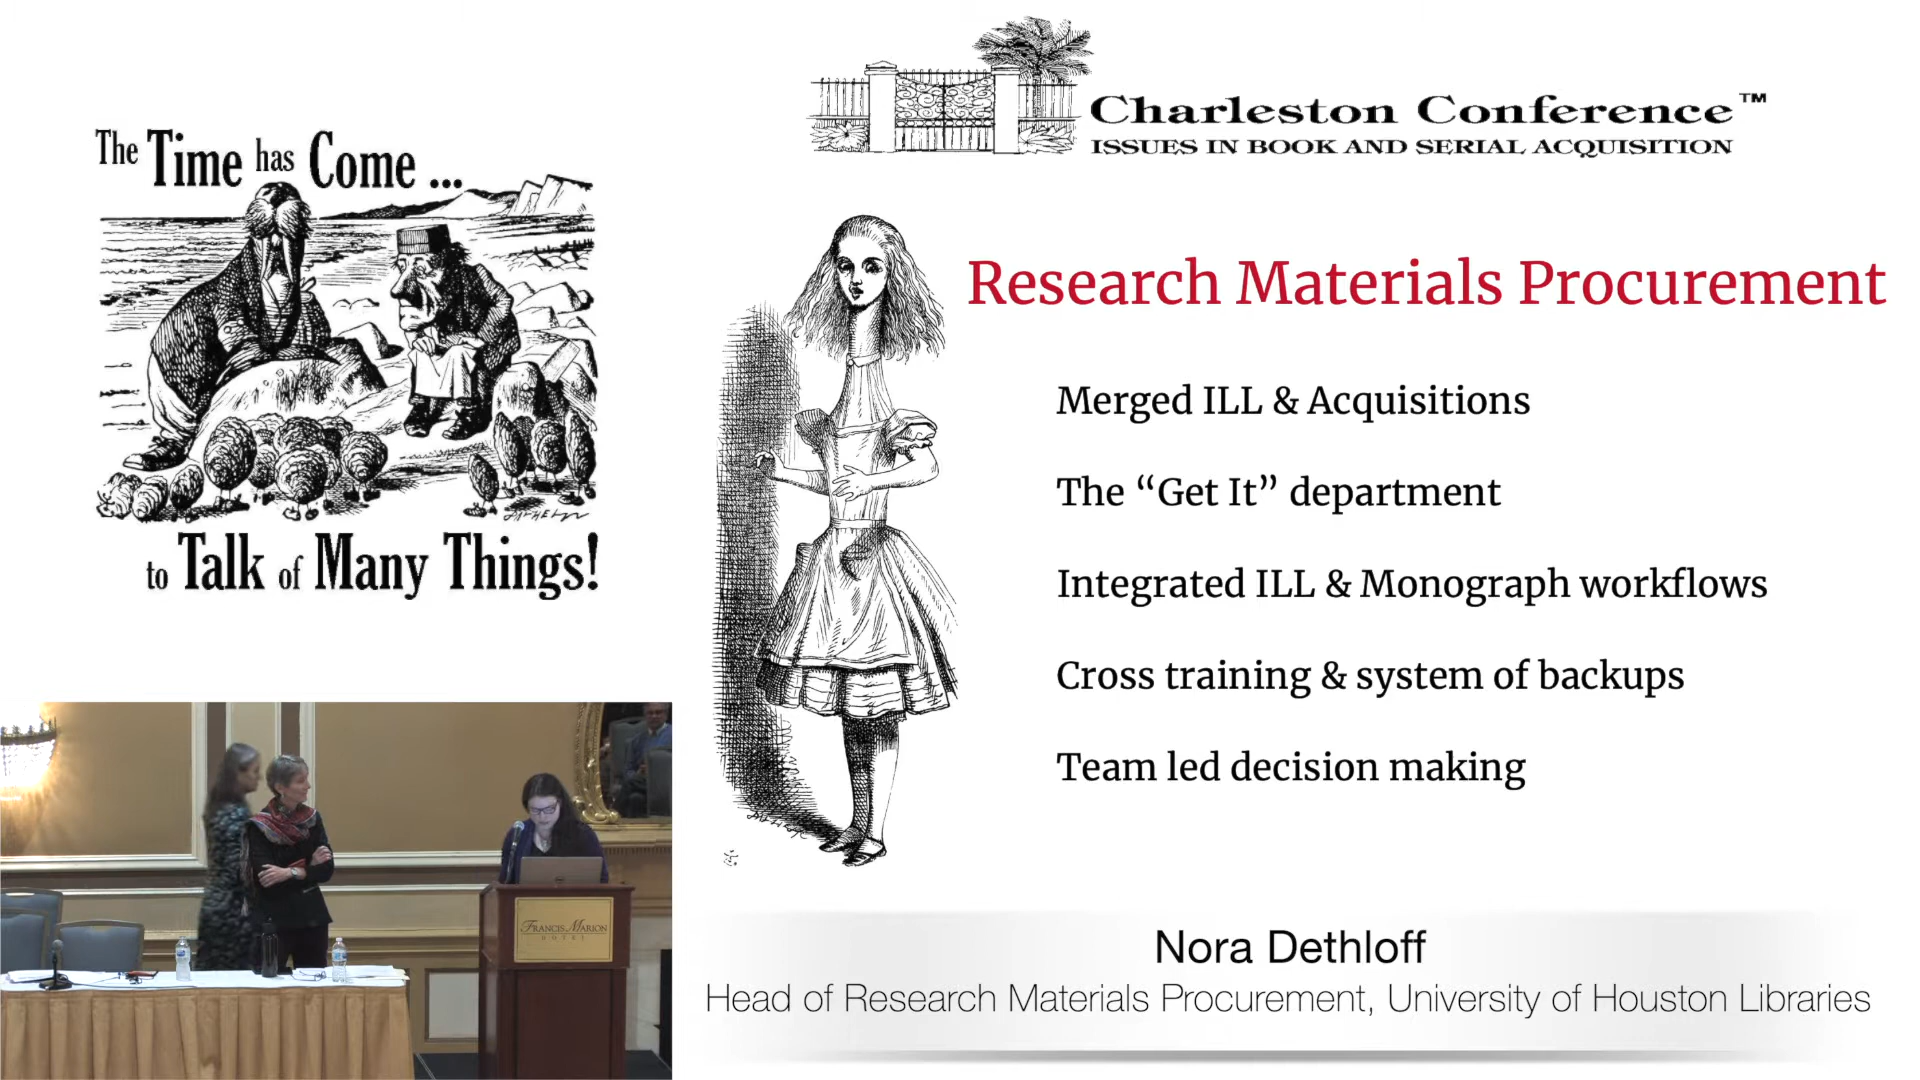 The Time has Come ...
to Talk of Many Things!
Charleston Conference™
ISSUES IN BOOK AND SERIAL ACQUISITION
Research Materials Procurement
Merged ILL & Acquisitions
The “Get It” department
Integrated ILL & Monograph workflows
Cross training & system of backups
Team led decision making
FRANCIS MARION
HOTEL
Nora Dethloff
Head of Research Materials Procurement, University of Houston Libraries